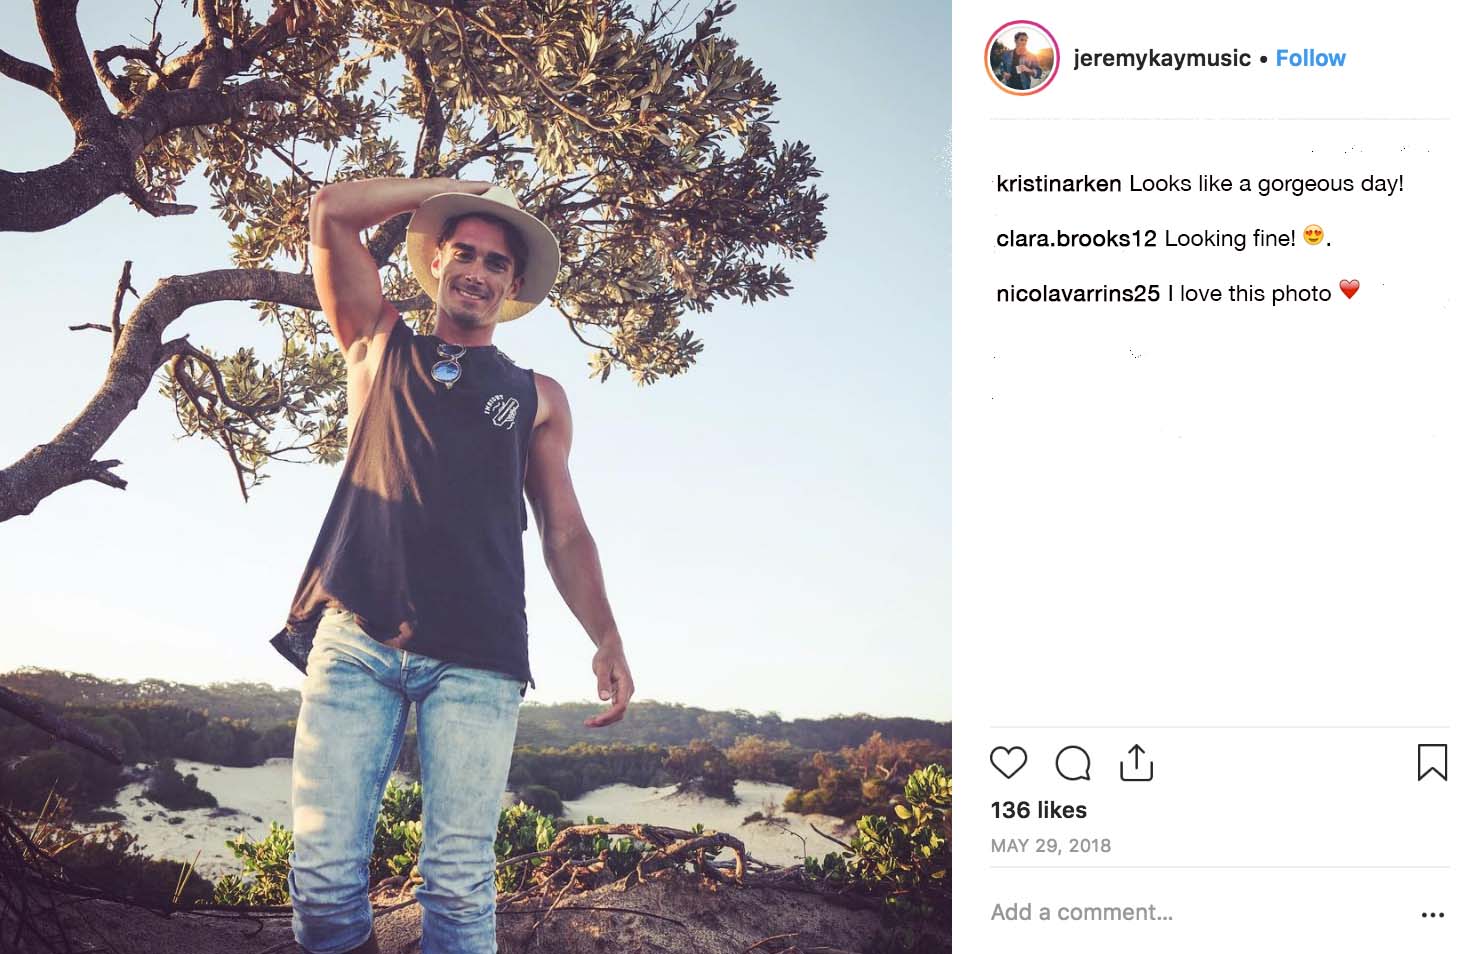 jeremykaymusic • Follow
kristinarken Looks like a gorgeous day!
clara.brooks12 Looking fine! 😍.
nicolavarrins25 I love this photo ❤️
136 likes
MAY 29, 2018
Add a comment...